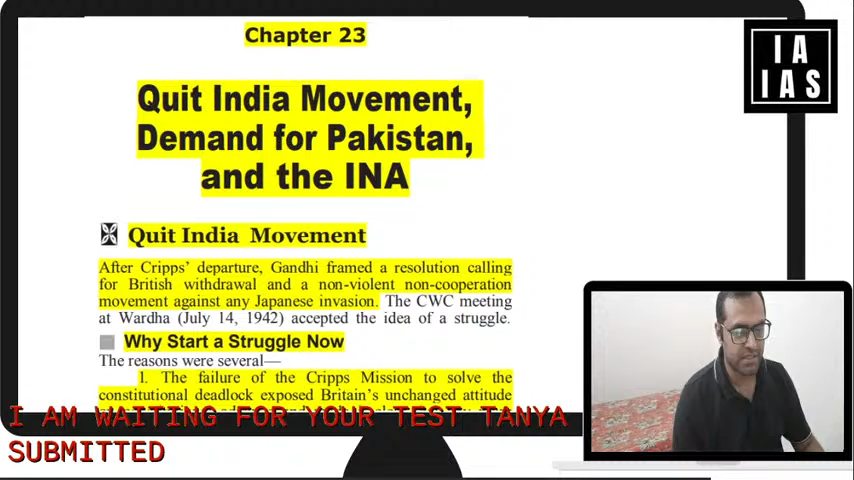 Chapter 23
IA
IAS
Quit India Movement,
Demand for Pakistan,
and the INA
Quit India Movement
After Cripps' departure, Gandhi framed a resolution calling
for British withdrawal and a non-violent non-cooperation
movement against any Japanese invasion. The CWC meeting
at Wardha (July 14, 1942) accepted the idea of a struggle.
Why Start a Struggle Now
The reasons were several—
1. The failure of the Cripps Mission to solve the
constitutional deadlock exposed Britain's unchanged attitude
I AM WAITING FOR YOUR TEST TANYA
SUBMITTED